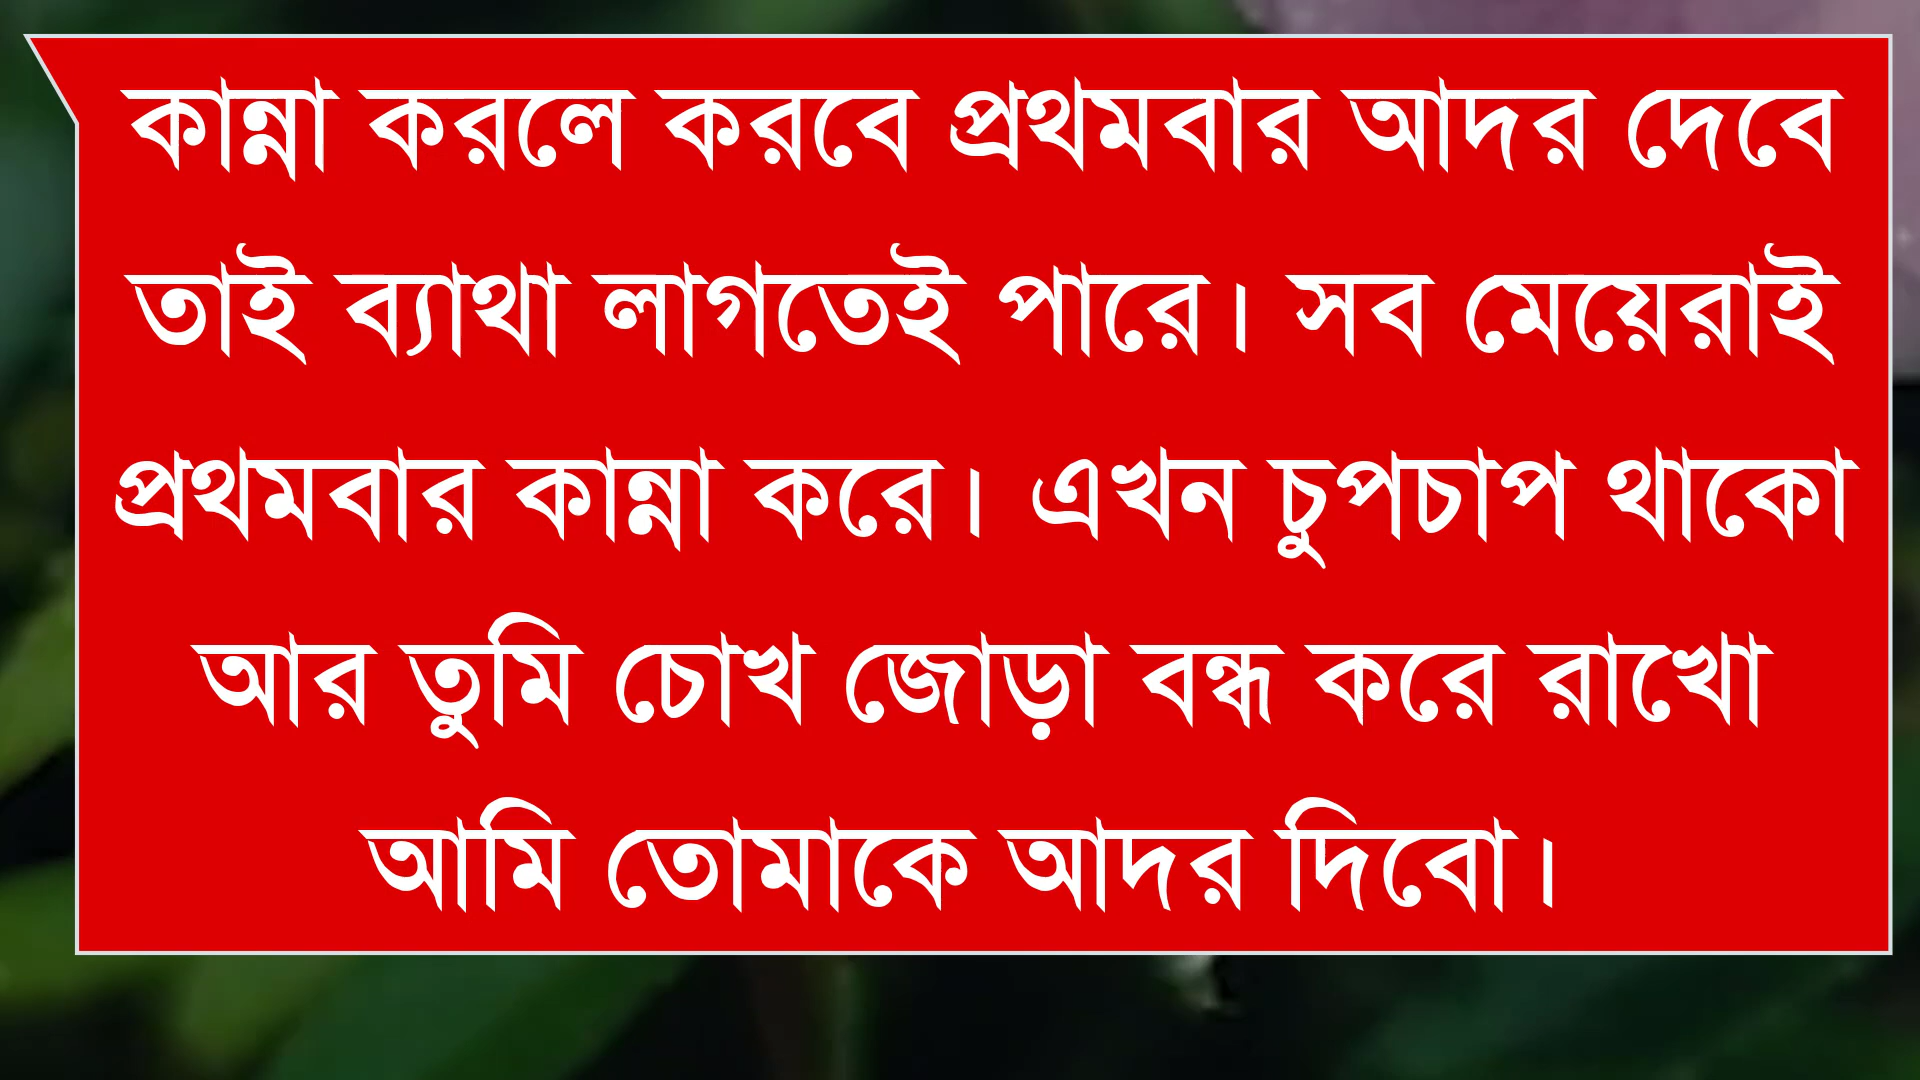 কান্না করলে করবে প্রথমবার আদর দেবে
তাই ব্যাথা লাগতেই পারে। সব মেয়েরাই
প্রথমবার কান্না করে। এখন চুপচাপ থাকো
আর তুমি চোখ জোড়া বন্ধ করে রাখো
আমি তোমাকে আদর দিবো।